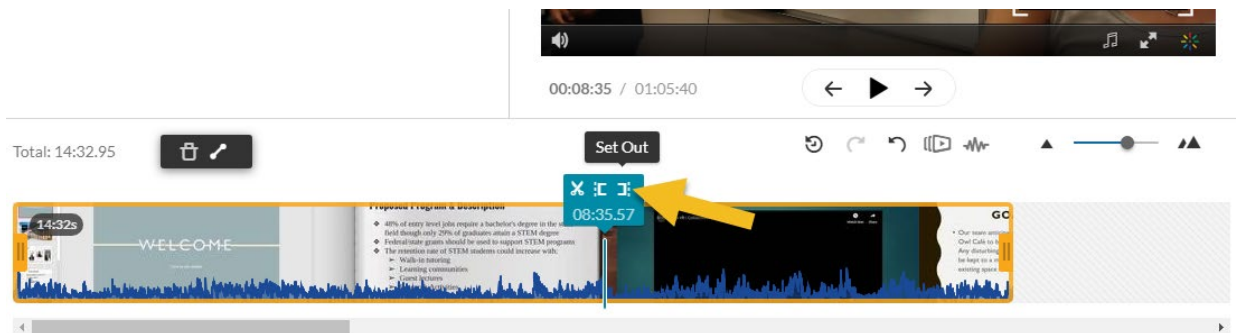 00:08:35 / 01:05:40
Total: 14:32.95
Set Out
08:35.57
14:32s
WELCOME
Proposed Program & Description
❖ 48% of entry level jobs require a bachelor's degree in the
field though only 29% of graduates attain a STEM degree
❖ Federal/state grants should be used to support STEM programs
❖ The retention rate of STEM students could increase with:
➢ Walk-in tutoring
➢ Learning communities
➢ Guest lectures
GO
• Our team
Owl Cafe to
Any disturbing
be kept to a
existing space